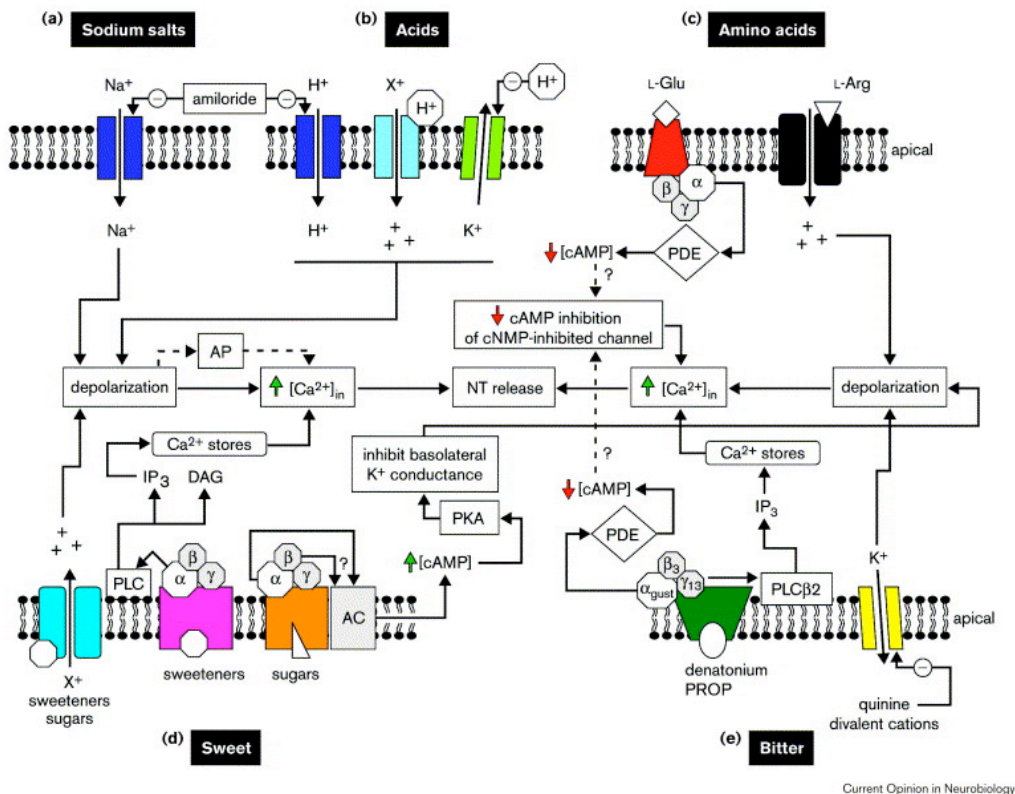 (a) Sodium salts
(b) Acids
(c) Amino acids
Na⁺
amiloride
H⁺
X⁺
H⁺
H⁺
L-Glu
L-Arg
apical
β
α
γ
Na⁺
H⁺
+ + +
K⁺
[cAMP]
PDE
+ + +
?
cAMP inhibition
of cNMP-inhibited channel
AP
depolarization
[Ca²⁺]in
NT release
[Ca²⁺]in
depolarization
Ca²⁺ stores
inhibit basolateral
K⁺ conductance
?
Ca²⁺ stores
IP₃
DAG
[cAMP]
IP₃
PKA
PDE
+ + +
[cAMP]
K⁺
PLC
α
β
γ
α
β
γ
?
AC
αgust
β₃
γ₁₃
PLCβ2
apical
X⁺
sweeteners
sugars
sweeteners
sugars
denatonium
PROP
quinine
divalent cations
(d) Sweet
(e) Bitter
Current Opinion in Neurobiology